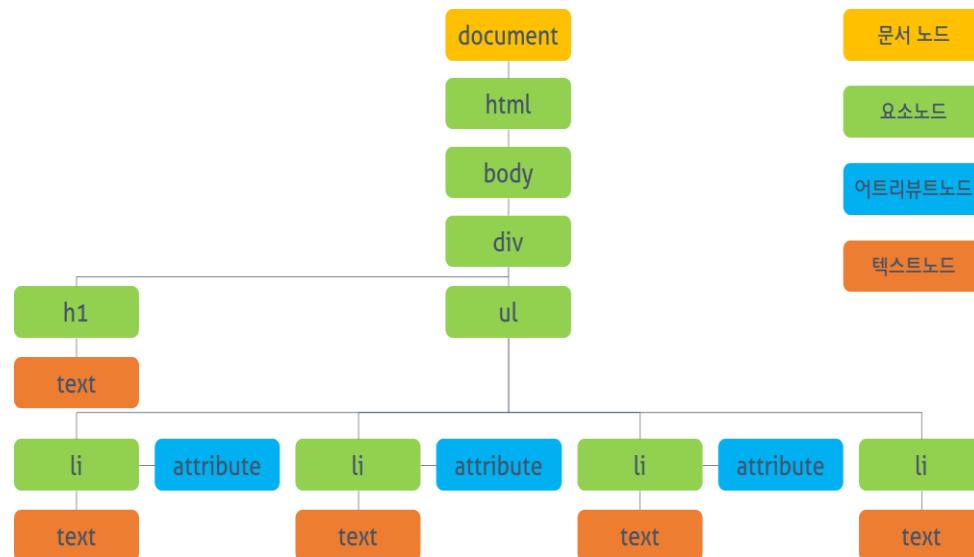 document
문서 노드
html
요소노드
body
어트리뷰트노드
div
텍스트노드
h1
ul
text
li
attribute
li
attribute
li
attribute
li
text
text
text
text